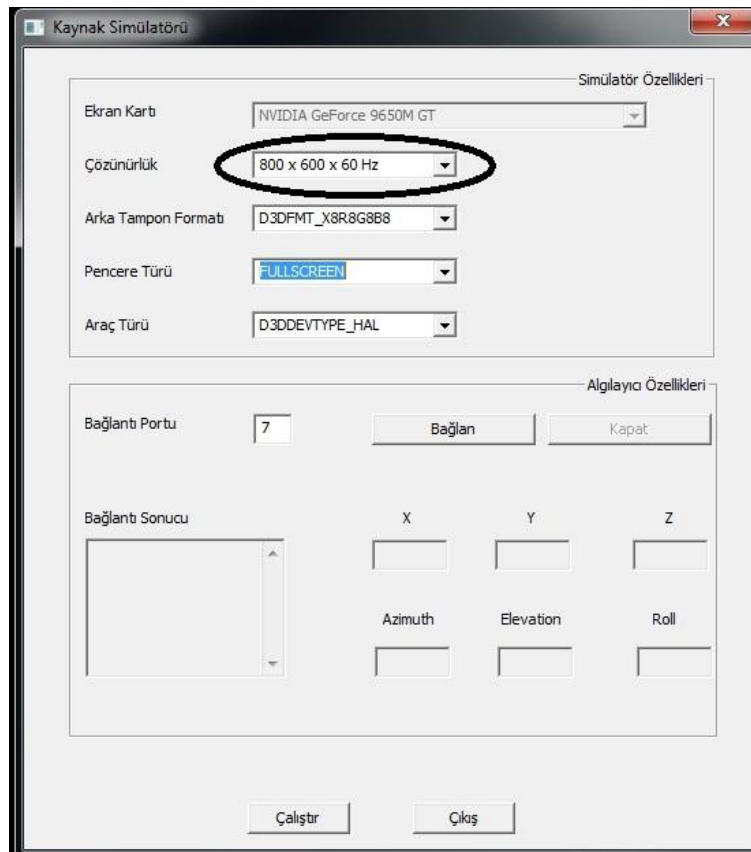 Kaynak Simülatörü
Simülatör Özellikleri
Ekran Kartı NVIDIA GeForce 9650M GT
Çözünürlük 800 x 600 x 60 Hz
Arka Tampon Formatı D3DFMT_X8R8G8B8
Pencere Türü FULLSCREEN
Araç Türü D3DDEVTYPE_HAL
Algılayıcı Özellikleri
Bağlantı Portu 7 Bağlan Kapat
Bağlantı Sonucu X Y Z
Azimuth Elevation Roll
Çalıştır Çıkış